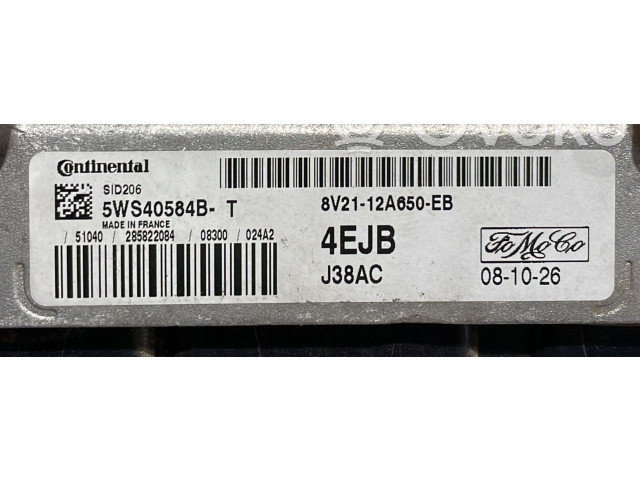 OVOKO
Continental
SID206
5WS40584B- T
MADE IN FRANCE
/ 51040 / 285822084 / 08300 / 024A2
8V21-12A650-EB
4EJB
J38AC
FoMoCo
08-10-26